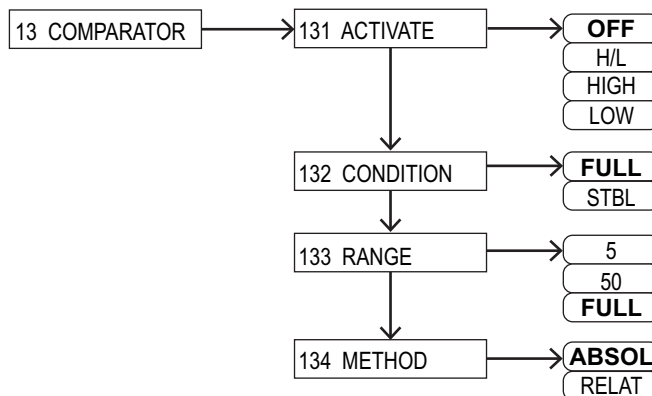 13 COMPARATOR
131 ACTIVATE
OFF
H/L
HIGH
LOW
132 CONDITION
FULL
STBL
133 RANGE
5
50
FULL
134 METHOD
ABSOL
RELAT